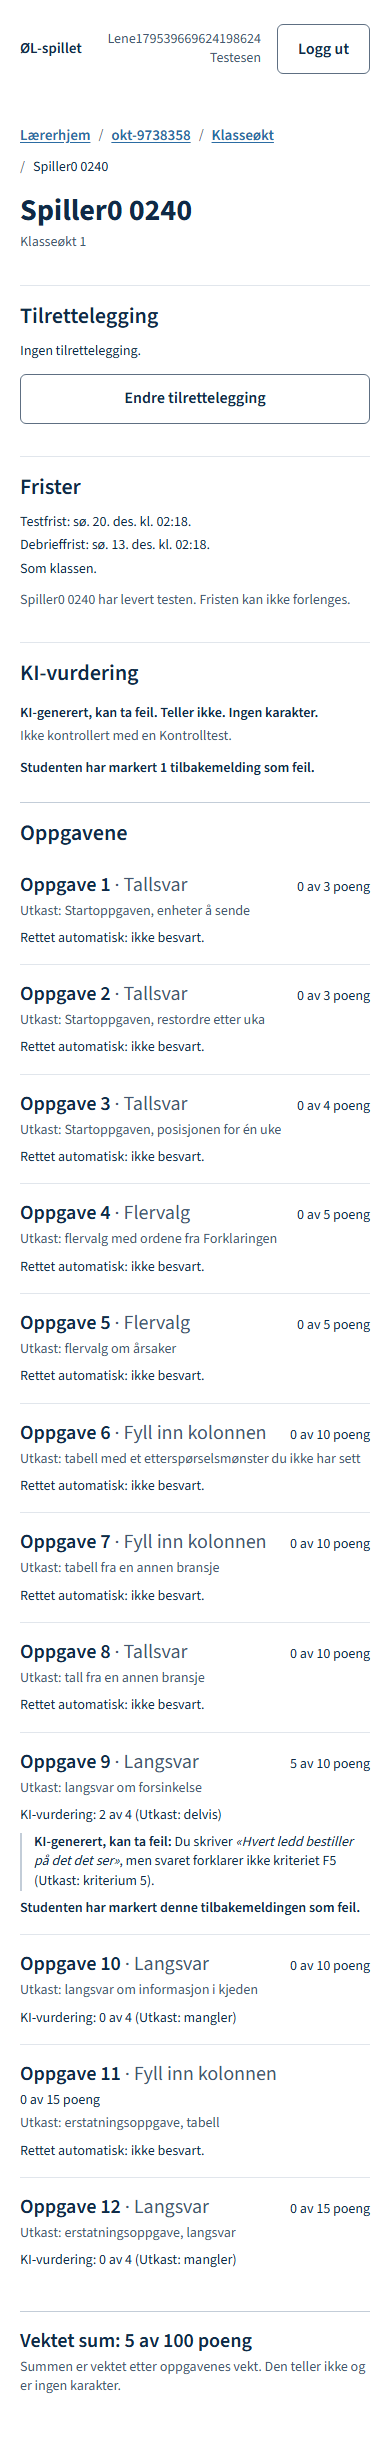 ØL-spillet
Lene179539669624198624
Testesen
Logg ut
Lærerhjem / okt-9738358 / Klasseøkt
/ Spiller0 0240
Spiller0 0240
Klasseøkt 1
Tilrettelegging
Ingen tilrettelegging.
Endre tilrettelegging
Frister
Testfrist: sø. 20. des. kl. 02:18.
Debrieffrist: sø. 13. des. kl. 02:18.
Som klassen.
Spiller0 0240 har levert testen. Fristen kan ikke forlenges.
KI-vurdering
KI-generert, kan ta feil. Teller ikke. Ingen karakter.
Ikke kontrollert med en Kontrolltest.
Studenten har markert 1 tilbakemelding som feil.
Oppgavene
Oppgave 1 · Tallsvar 0 av 3 poeng
Utkast: Startoppgaven, enheter å sende
Rettet automatisk: ikke besvart.
Oppgave 2 · Tallsvar 0 av 3 poeng
Utkast: Startoppgaven, restordre etter uka
Rettet automatisk: ikke besvart.
Oppgave 3 · Tallsvar 0 av 4 poeng
Utkast: Startoppgaven, posisjonen for én uke
Rettet automatisk: ikke besvart.
Oppgave 4 · Flervalg 0 av 5 poeng
Utkast: flervalg med ordene fra Forklaringen
Rettet automatisk: ikke besvart.
Oppgave 5 · Flervalg 0 av 5 poeng
Utkast: flervalg om årsaker
Rettet automatisk: ikke besvart.
Oppgave 6 · Fyll inn kolonnen 0 av 10 poeng
Utkast: tabell med et etterspørselsmønster du ikke har sett
Rettet automatisk: ikke besvart.
Oppgave 7 · Fyll inn kolonnen 0 av 10 poeng
Utkast: tabell fra en annen bransje
Rettet automatisk: ikke besvart.
Oppgave 8 · Tallsvar 0 av 10 poeng
Utkast: tall fra en annen bransje
Rettet automatisk: ikke besvart.
Oppgave 9 · Langsvar 5 av 10 poeng
Utkast: langsvar om forsinkelse
KI-vurdering: 2 av 4 (Utkast: delvis)
KI-generert, kan ta feil: Du skriver «Hvert ledd bestiller
på det det ser», men svaret forklarer ikke kriteriet F5
(Utkast: kriterium 5).
Studenten har markert denne tilbakemeldingen som feil.
Oppgave 10 · Langsvar 0 av 10 poeng
Utkast: langsvar om informasjon i kjeden
KI-vurdering: 0 av 4 (Utkast: mangler)
Oppgave 11 · Fyll inn kolonnen
0 av 15 poeng
Utkast: erstatningsoppgave, tabell
Rettet automatisk: ikke besvart.
Oppgave 12 · Langsvar 0 av 15 poeng
Utkast: erstatningsoppgave, langsvar
KI-vurdering: 0 av 4 (Utkast: mangler)
Vektet sum: 5 av 100 poeng
Summen er vektet etter oppgavenes vekt. Den teller ikke og
er ingen karakter.